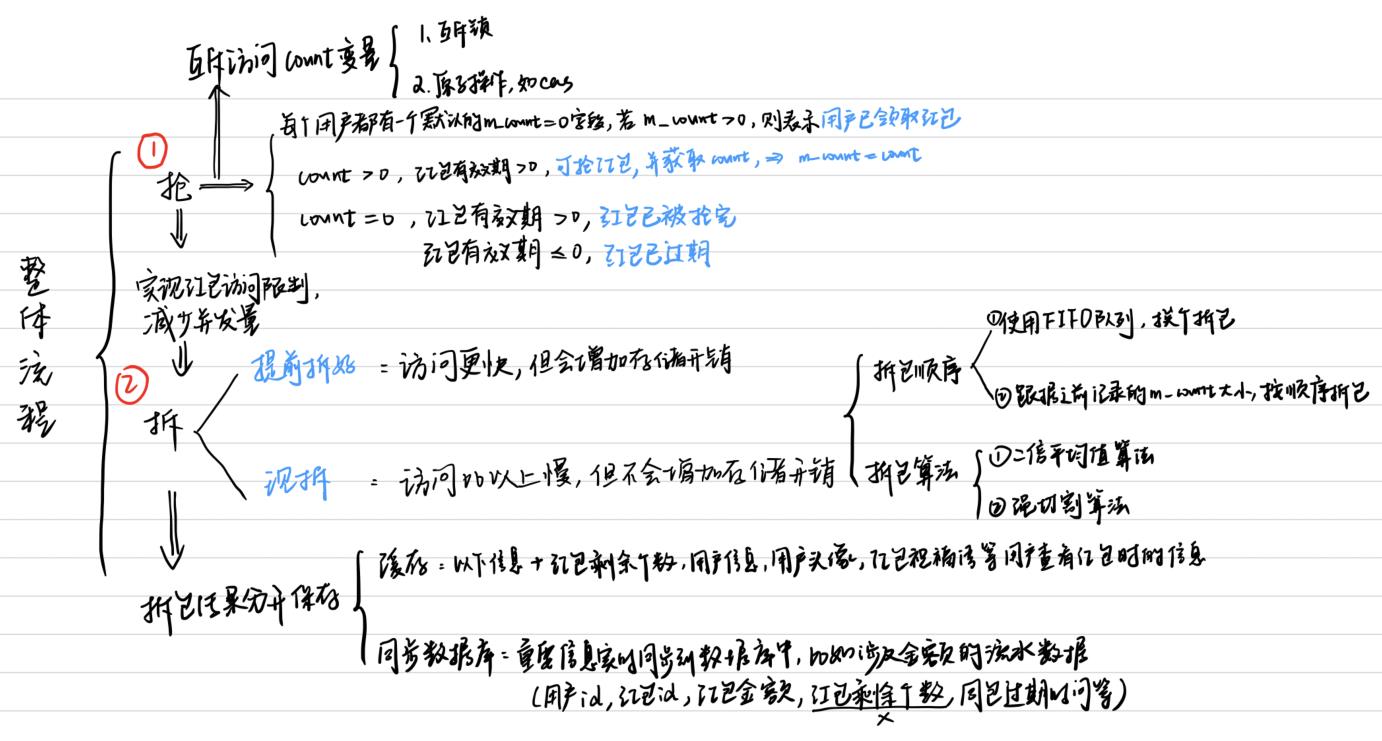 互斥访问count变量
1、互斥锁
2、原子操作,如cas
①
抢
每个用户都有一个默认的m_count=0字段,若 m_count>0,则表示用户已领取红包
count>0,红包有效期>0,可抢红包,并获取count,⇒ m_count=count
count=0,红包有效期>0,红包已被抢完
红包有效期≤0,红包已过期
整体流程
实现红包访问限制,
减少并发量
②
拆
提前拆好 = 访问更快,但会增加存储开销
现拆 = 访问比以上慢,但不会增加存储开销
拆包顺序
①使用FIFO队列,挨个拆包
②跟据之前记录的m_count大小,按顺序拆包
拆包算法
①二倍平均值算法
②强切割算法
拆包结果分开保存
缓存:以下信息+红包剩余个数,用户信息,用户头像,红包祝福语等用户查看红包时的信息
同步数据库:重要信息实时同步到数据库中,比如涉及金额的流水数据
(用户id,红包id,红包金额,红包剩余个数,同包过期时间等)
×